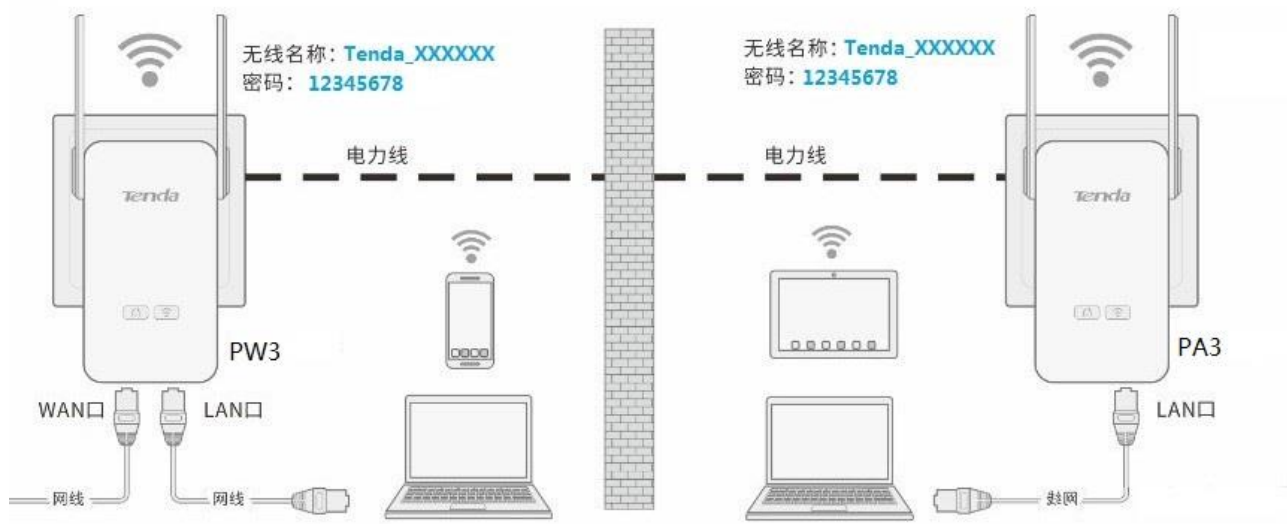 无线名称：Tenda_XXXXXX
密码：12345678
无线名称：Tenda_XXXXXX
密码：12345678
电力线
电力线
Tenda
Tenda
PW3
PA3
WAN口
LAN口
LAN口
网线
网线
网线